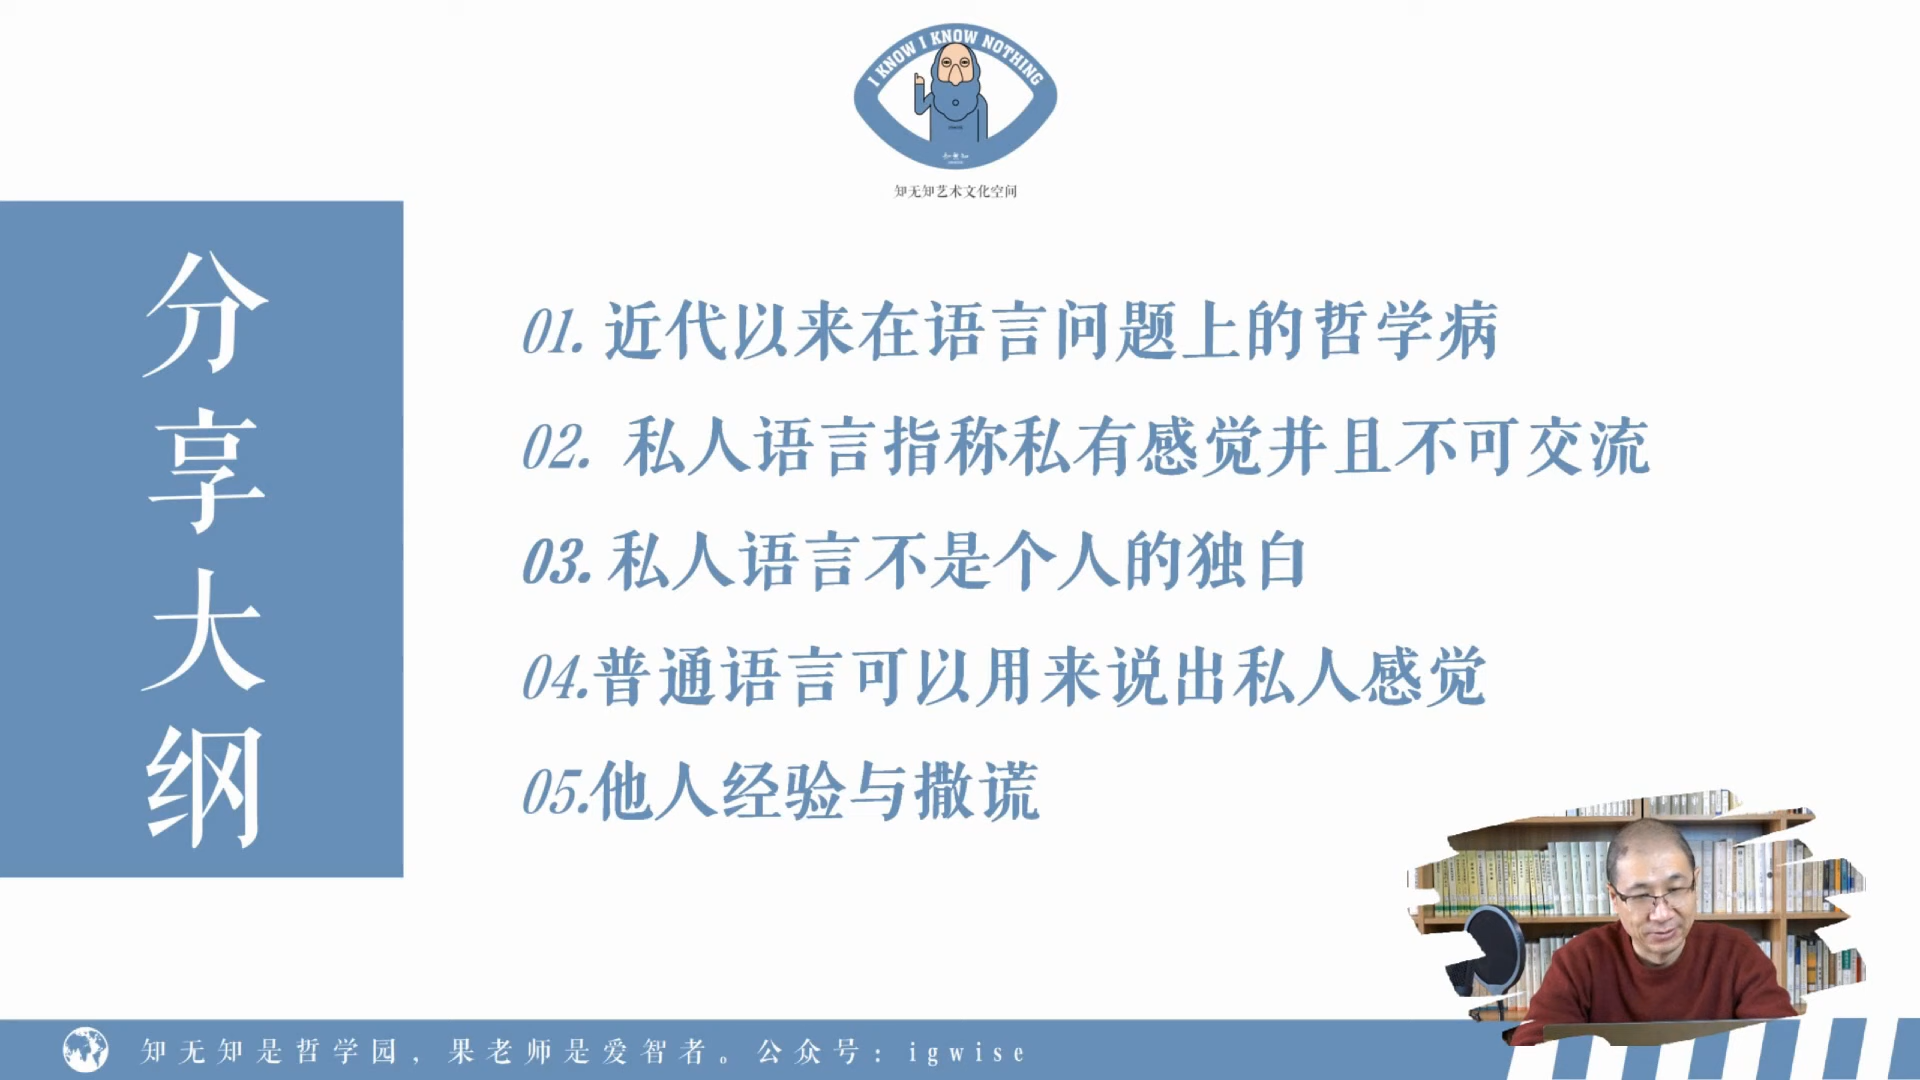 I KNOW I KNOW NOTHING
知无知艺术文化空间
分享大纲
01. 近代以来在语言问题上的哲学病
02. 私人语言指称私有感觉并且不可交流
03. 私人语言不是个人的独白
04.普通语言可以用来说出私人感觉
05.他人经验与撒谎
知无知是哲学园，果老师是爱智者。公众号：igwise